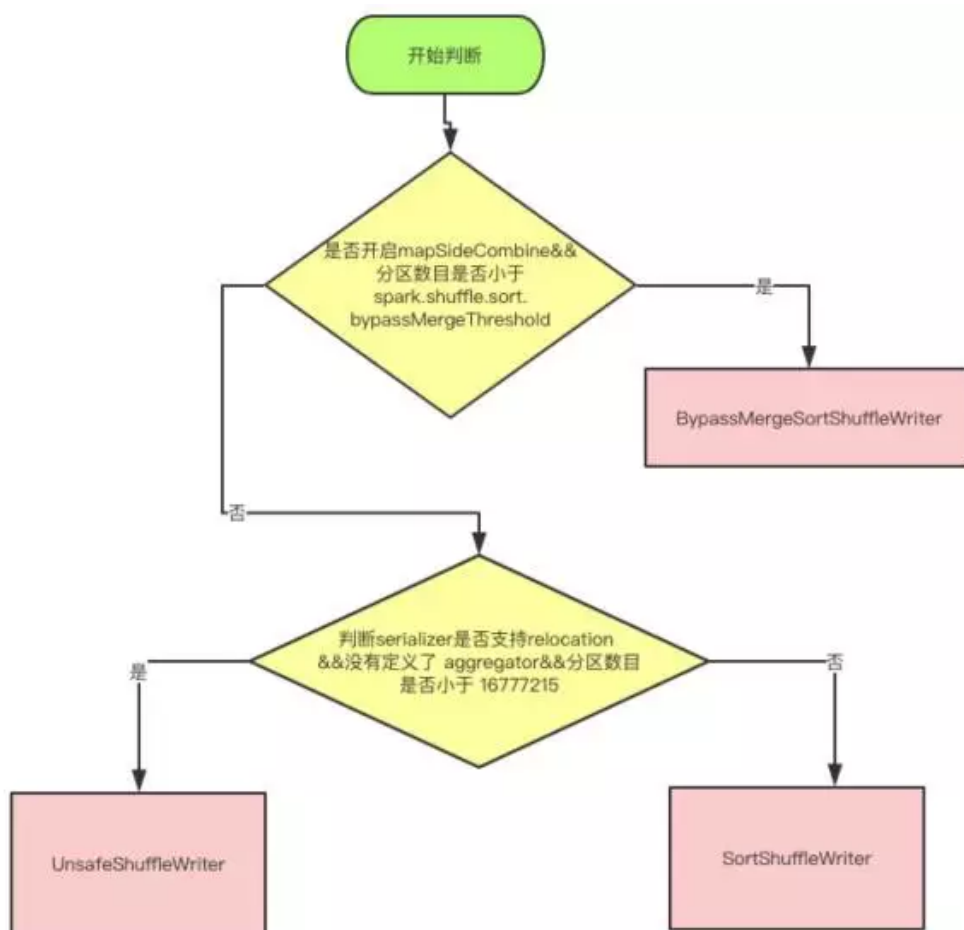 开始判断
是否开启mapSideCombine&&
分区数目是否小于
spark.shuffle.sort.
bypassMergeThreshold
是
BypassMergeSortShuffleWriter
否
判断serializer是否支持relocation
&&没有定义了 aggregator&&分区数目
是否小于 16777215
是
否
UnsafeShuffleWriter
SortShuffleWriter